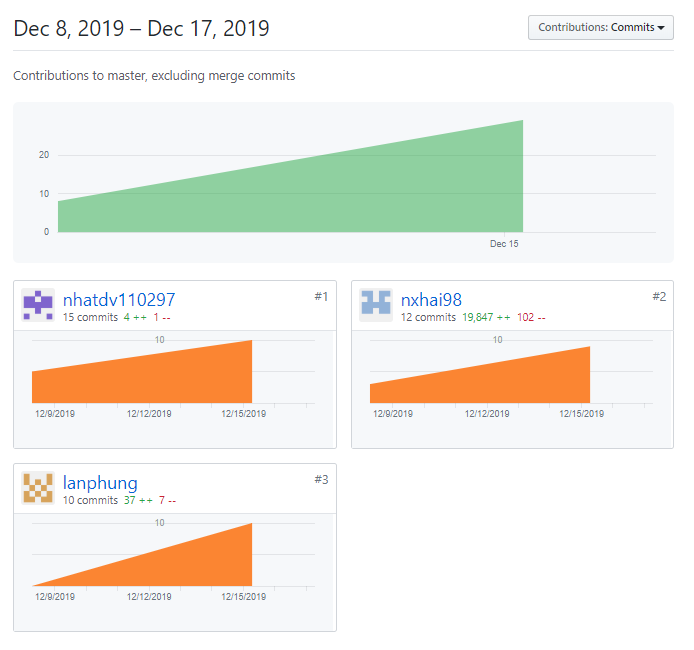 Dec 8, 2019 – Dec 17, 2019
Contributions: Commits
Contributions to master, excluding merge commits
20
10
0
Dec 15
nhatdv110297
#1
15 commits 4 ++ 1 --
10
12/9/2019 12/12/2019 12/15/2019
nxhai98
#2
12 commits 19,847 ++ 102 --
10
12/9/2019 12/12/2019 12/15/2019
lanphung
#3
10 commits 37 ++ 7 --
10
12/9/2019 12/12/2019 12/15/2019